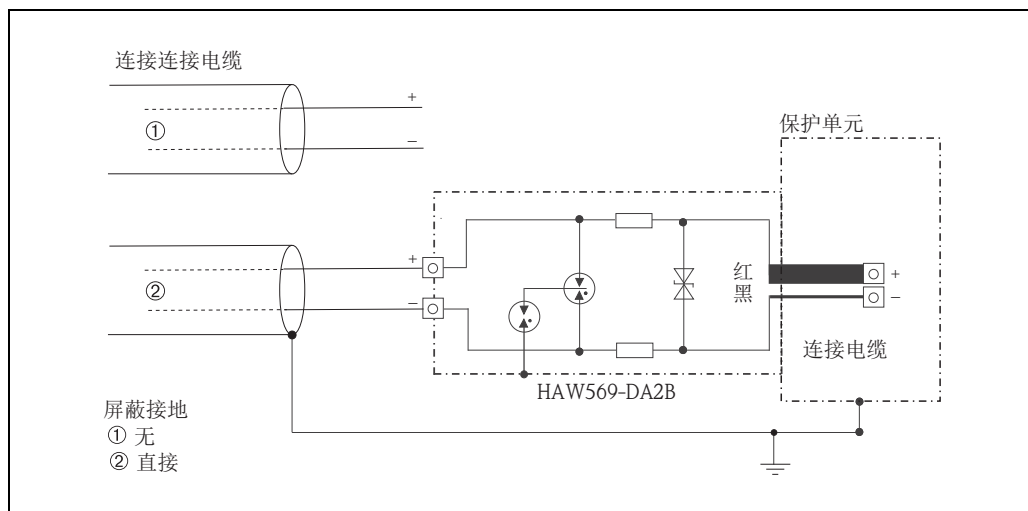 连接连接电缆
+
①
−
保护单元
+
②
−
红
黑
+
−
连接电缆
HAW569-DA2B
屏蔽接地
① 无
② 直接